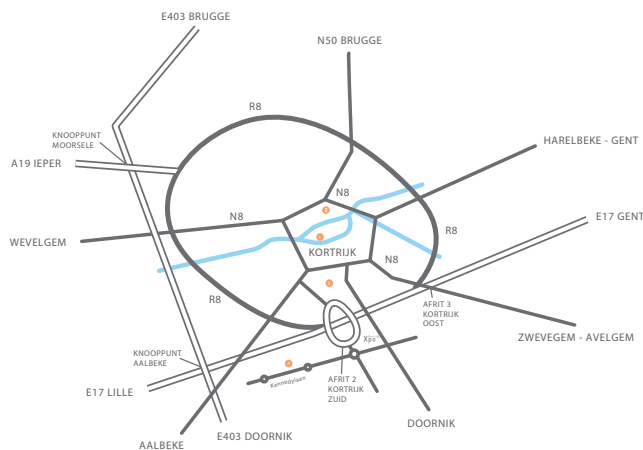 E403 BRUGGE
N50 BRUGGE
R8
KNOOPPUNT
MOORSELE
HARELBEKE - GENT
A19 IEPER
N8
N8
E17 GENT
R8
WEVELGEM
KORTRIJK
N8
R8
AFRIT 3
KORTRIJK
OOST
ZWEVEGEM - AVELGEM
Xpo
KNOOPPUNT
AALBEKE
AFRIT 2
KORTRIJK
ZUID
Kennedylaan
E17 LILLE
DOORNIK
E403 DOORNIK
AALBEKE